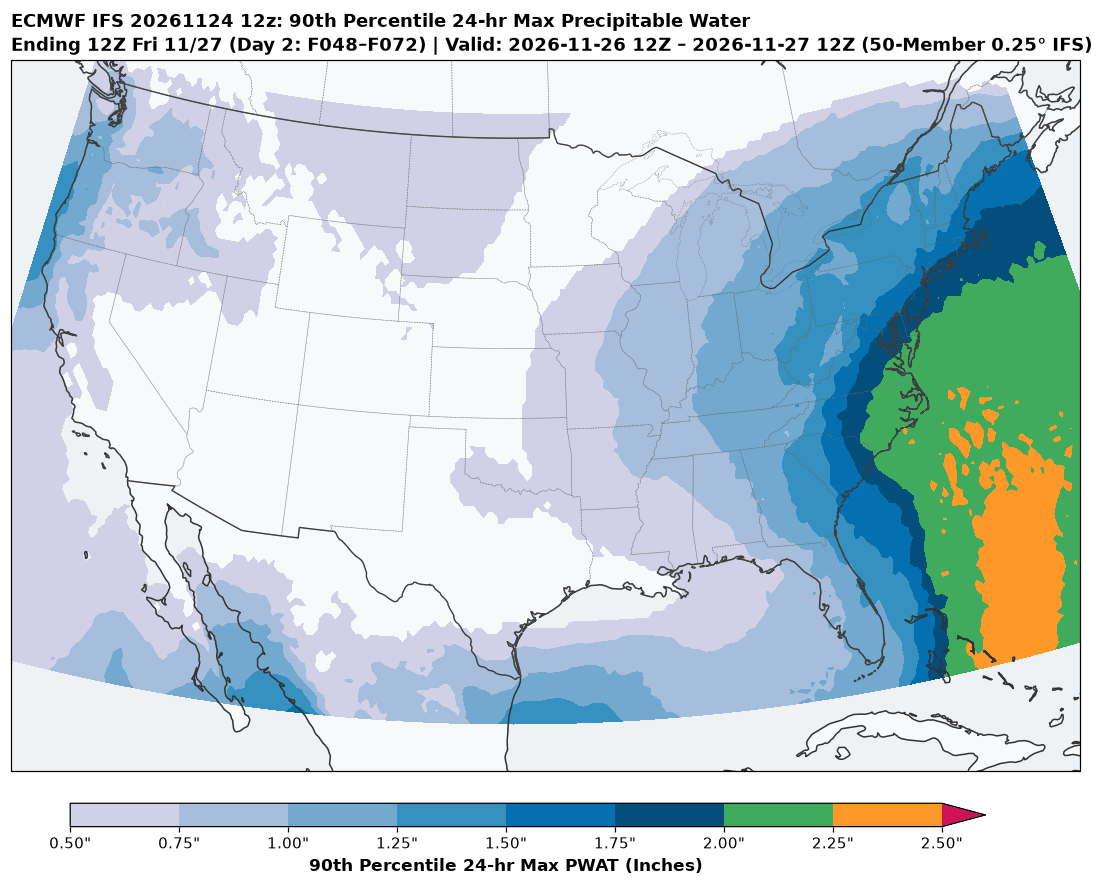 ECMWF IFS 20261124 12z: 90th Percentile 24-hr Max Precipitable Water
Ending 12Z Fri 11/27 (Day 2: F048–F072) | Valid: 2026-11-26 12Z – 2026-11-27 12Z (50-Member 0.25° IFS)
0.50" 0.75" 1.00" 1.25" 1.50" 1.75" 2.00" 2.25" 2.50"
90th Percentile 24-hr Max PWAT (Inches)